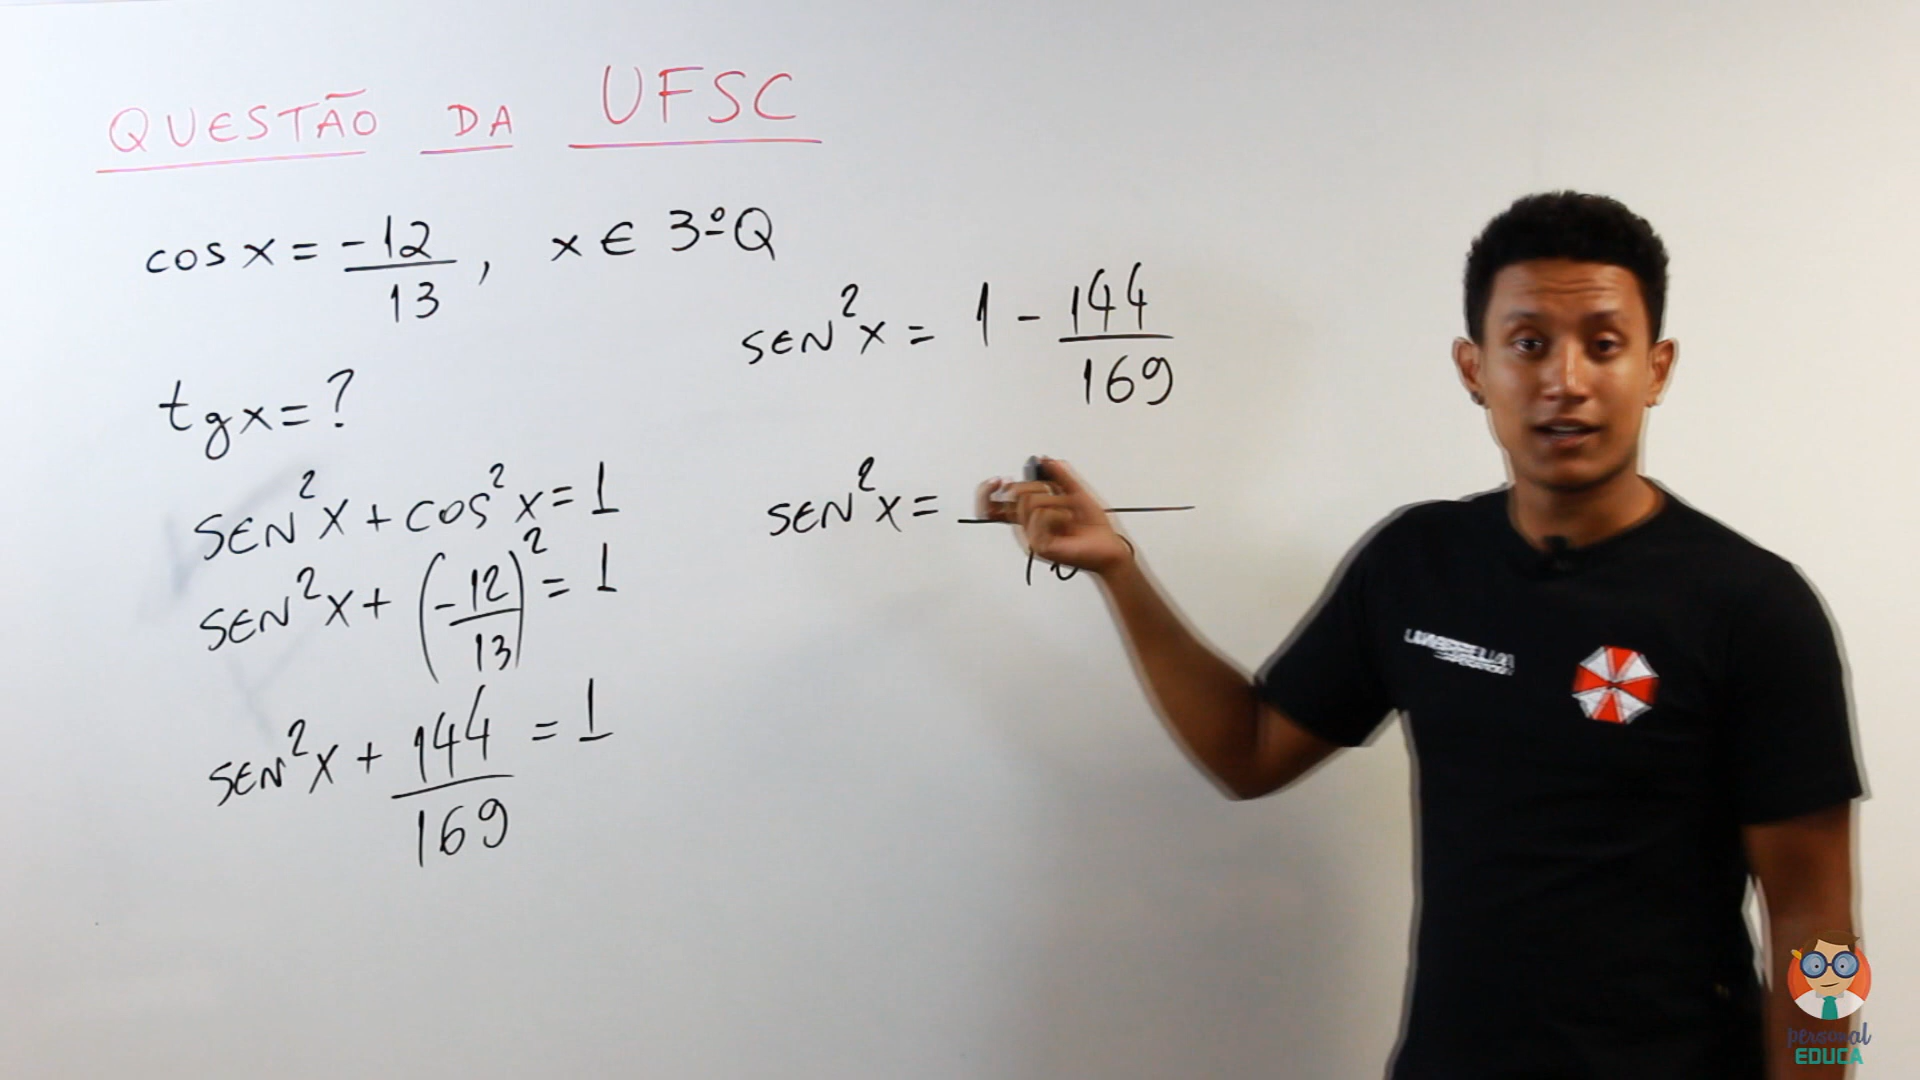 QUESTÃO DA UFSC
cos x = -12/13, x ∈ 3ºQ
tg x = ?
SEN²x + cos²x = 1
SEN²x + (-12/13)² = 1
SEN²x + 144/169 = 1
SEN²x = 1 - 144/169
SEN²x =
personal
EDUCA